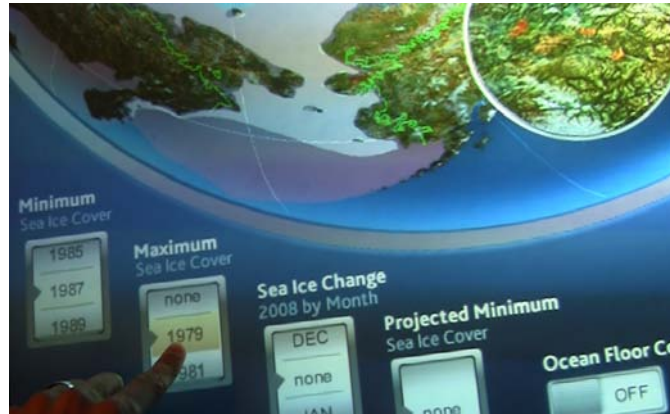 Minimum
Sea Ice Cover
1985
1987
1989
Maximum
Sea Ice Cover
none
1979
1981
Sea Ice Change
2008 by Month
DEC
none
JAN
Projected Minimum
Sea Ice Cover
none
Ocean Floor Co
OFF